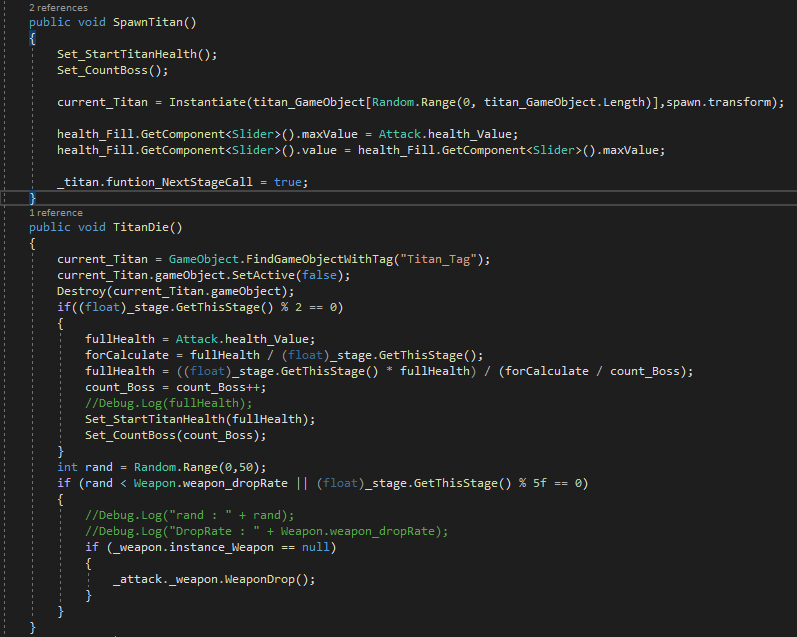 2 references
public void SpawnTitan()
{
Set_StartTitanHealth();
Set_CountBoss();
current_Titan = Instantiate(titan_GameObject[Random.Range(0, titan_GameObject.Length)],spawn.transform);
health_Fill.GetComponent<Slider>().maxValue = Attack.health_Value;
health_Fill.GetComponent<Slider>().value = health_Fill.GetComponent<Slider>().maxValue;
_titan.funtion_NextStageCall = true;
}
1 reference
public void TitanDie()
{
current_Titan = GameObject.FindGameObjectWithTag("Titan_Tag");
current_Titan.gameObject.SetActive(false);
Destroy(current_Titan.gameObject);
if((float)_stage.GetThisStage() % 2 == 0)
{
fullHealth = Attack.health_Value;
forCalculate = fullHealth / (float)_stage.GetThisStage();
fullHealth = ((float)_stage.GetThisStage() * fullHealth) / (forCalculate / count_Boss);
count_Boss = count_Boss++;
//Debug.Log(fullHealth);
Set_StartTitanHealth(fullHealth);
Set_CountBoss(count_Boss);
}
int rand = Random.Range(0,50);
if (rand < Weapon.weapon_dropRate || (float)_stage.GetThisStage() % 5f == 0)
{
//Debug.Log("rand : " + rand);
//Debug.Log("DropRate : " + Weapon.weapon_dropRate);
if (_weapon.instance_Weapon == null)
{
_attack._weapon.WeaponDrop();
}
}
}